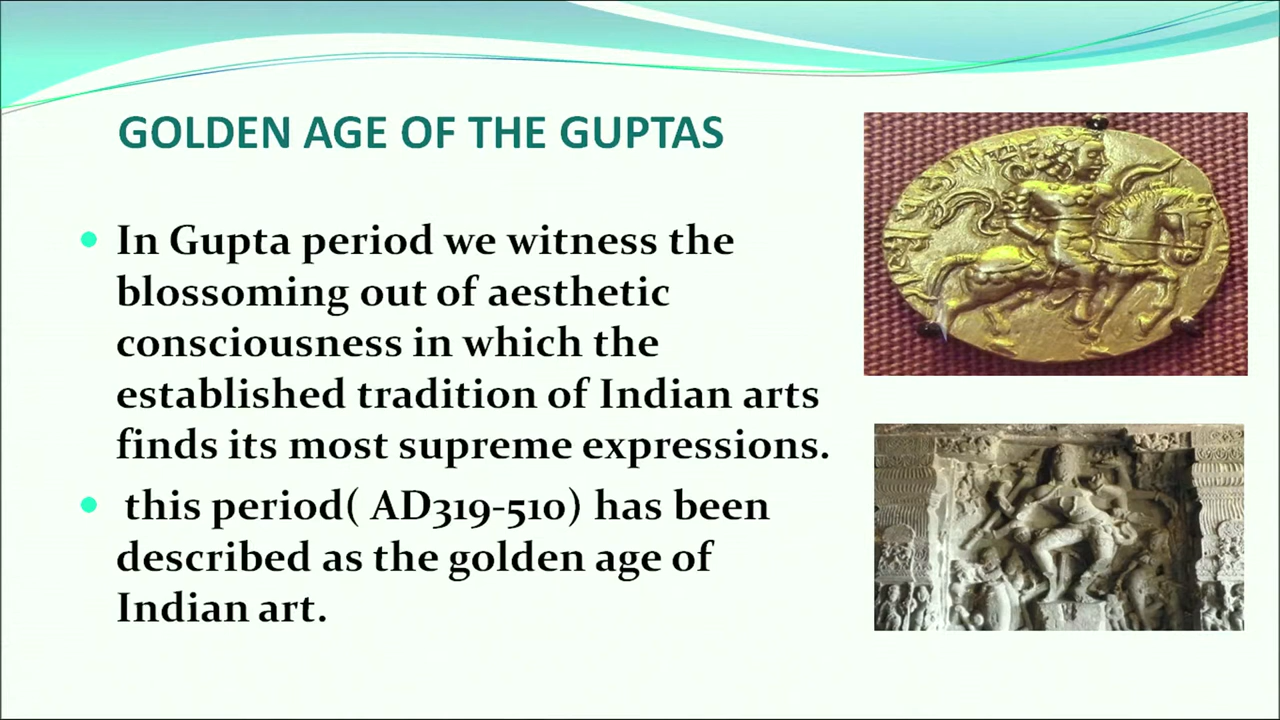 GOLDEN AGE OF THE GUPTAS
In Gupta period we witness the
blossoming out of aesthetic
consciousness in which the
established tradition of Indian arts
finds its most supreme expressions.
this period( AD319-510) has been
described as the golden age of
Indian art.